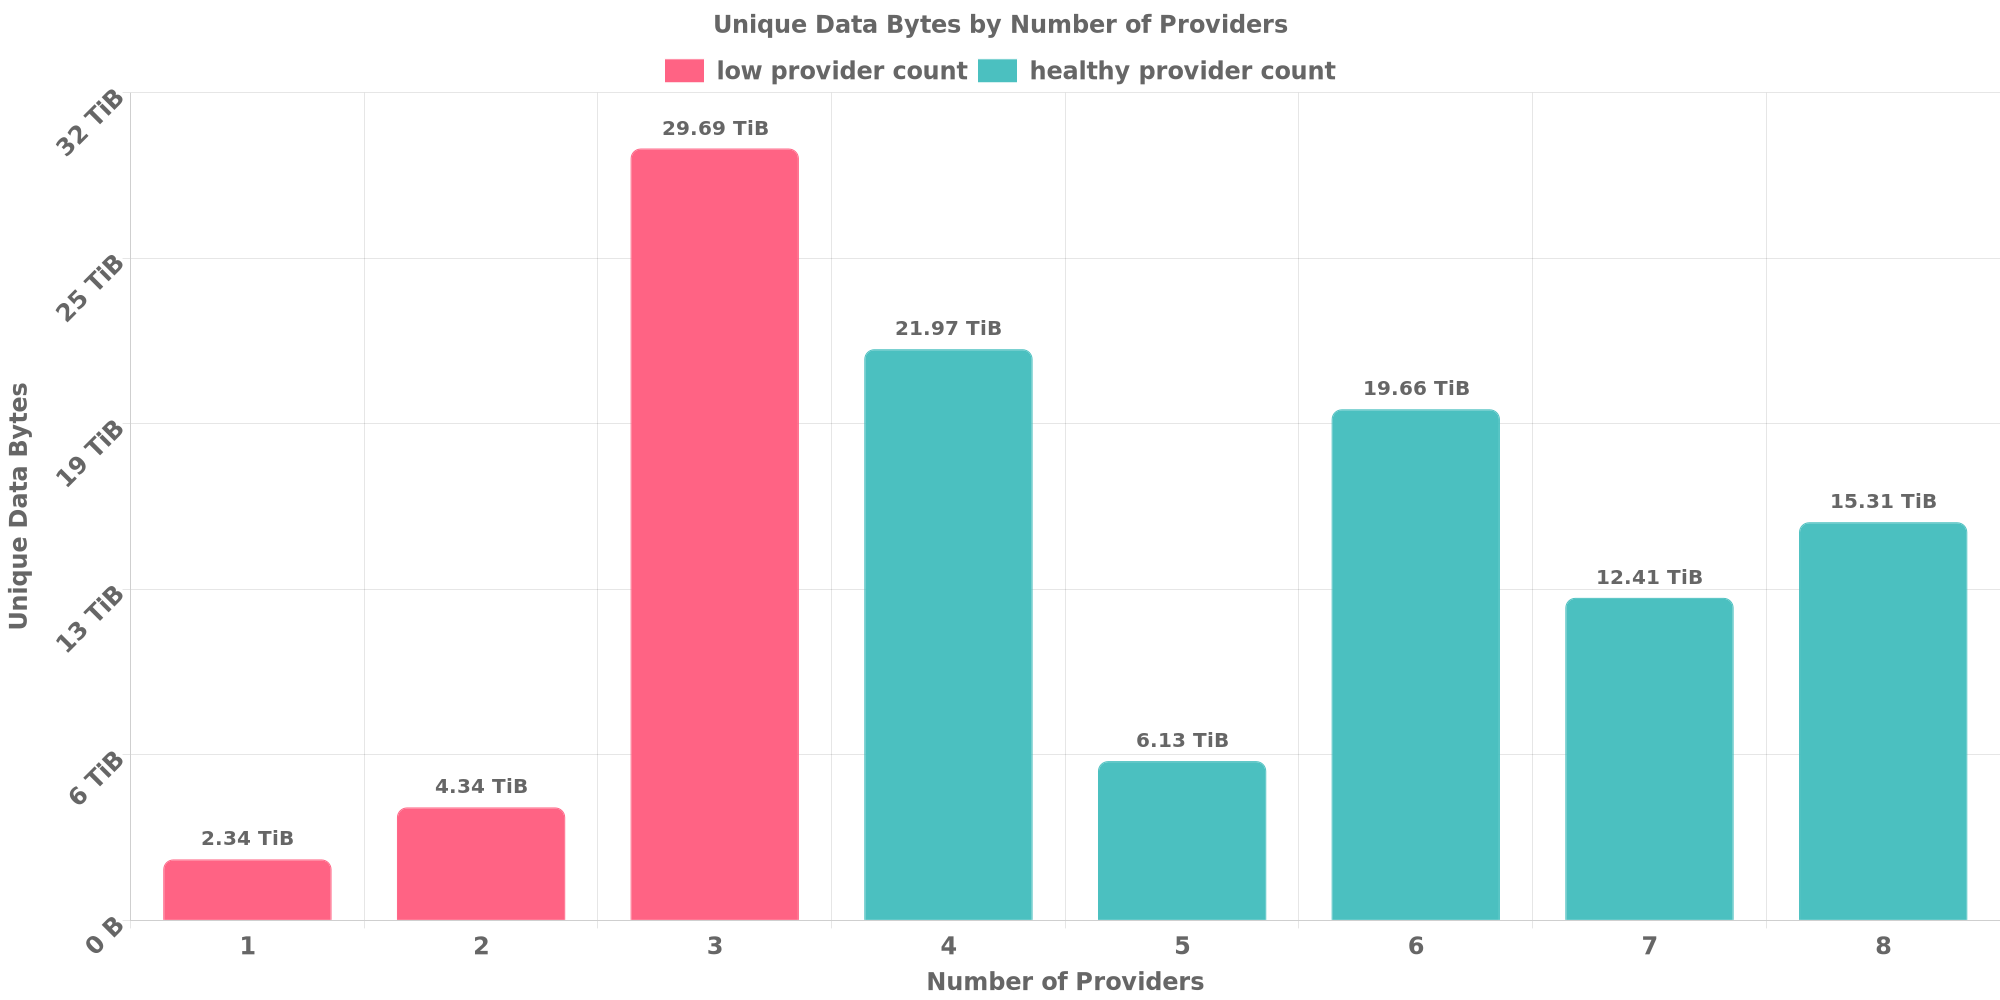 Unique Data Bytes by Number of Providers
low provider count healthy provider count
32 TiB
25 TiB
19 TiB
13 TiB
6 TiB
0 B
Unique Data Bytes
2.34 TiB
4.34 TiB
29.69 TiB
21.97 TiB
6.13 TiB
19.66 TiB
12.41 TiB
15.31 TiB
1 2 3 4 5 6 7 8
Number of Providers